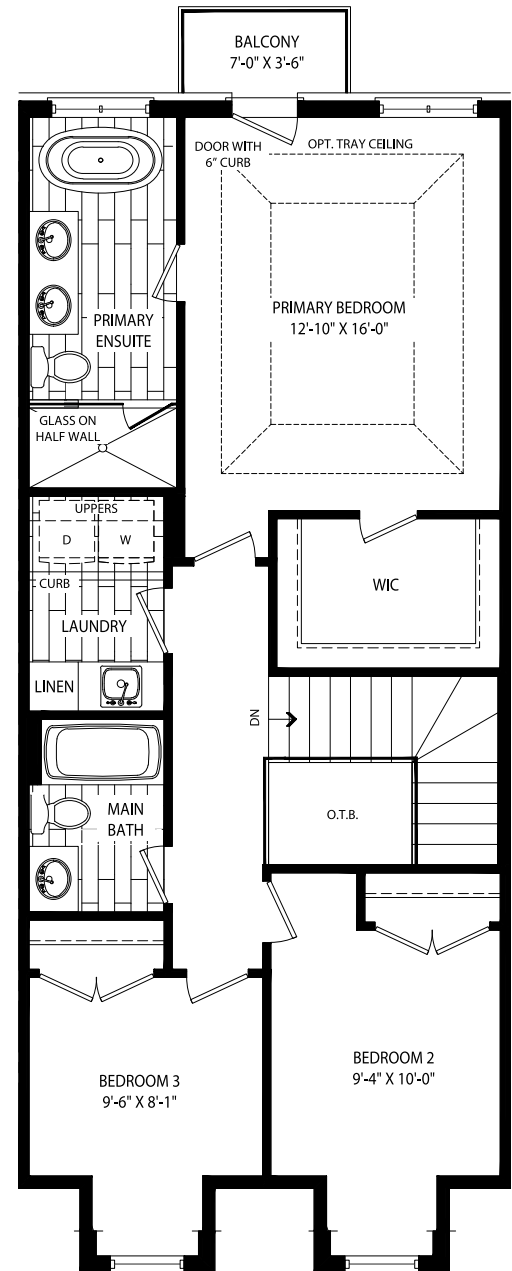 BALCONY
7'-0" X 3'-6"
DOOR WITH
6" CURB
OPT. TRAY CEILING
PRIMARY BEDROOM
12'-10" X 16'-0"
PRIMARY
ENSUITE
GLASS ON
HALF WALL
UPPERS
D
W
CURB
LAUNDRY
WIC
LINEN
DN
O.T.B.
MAIN
BATH
BEDROOM 2
9'-4" X 10'-0"
BEDROOM 3
9'-6" X 8'-1"